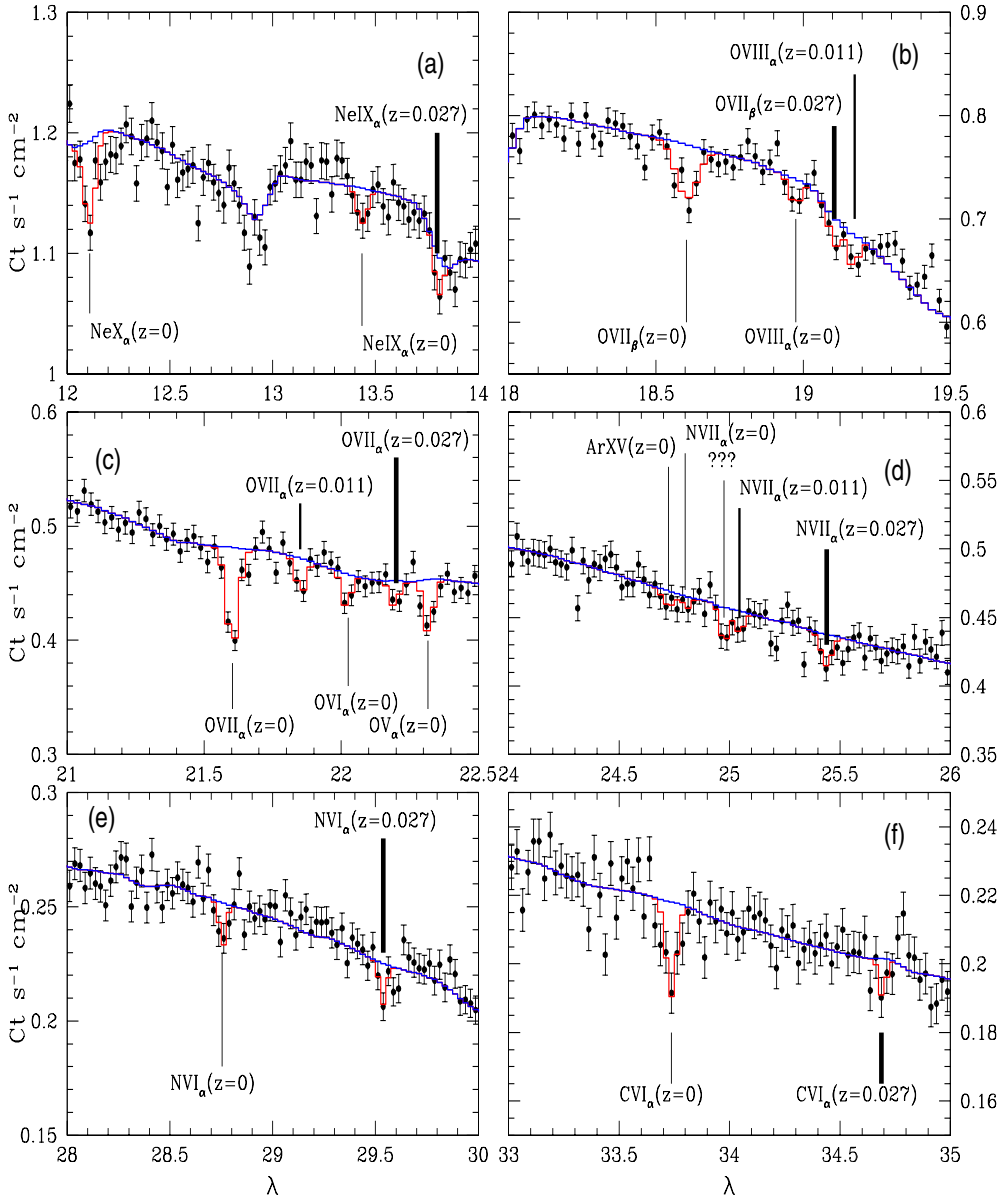 (a)
NeIXα(z=0.027)
NeXα(z=0)
NeIXα(z=0)
Ct s⁻¹ cm⁻²
1.3
1.2
1.1
1
12 12.5 13 13.5 14
(b)
OVIIIα(z=0.011)
OVIIβ(z=0.027)
OVIIβ(z=0)
OVIIIα(z=0)
0.9
0.8
0.7
0.6
18 18.5 19 19.5
(c)
OVIIα(z=0.027)
OVIIα(z=0.011)
OVIα(z=0)
OVIIα(z=0)
OVα(z=0)
Ct s⁻¹ cm⁻²
0.6
0.5
0.4
0.3
21 21.5 22 22.5
(d)
NVIIα(z=0)
ArXV(z=0)
???
NVIIα(z=0.011)
NVIIα(z=0.027)
0.6
0.55
0.5
0.45
0.4
0.35
24 24.5 25 25.5 26
(e)
NVIα(z=0.027)
NVIα(z=0)
Ct s⁻¹ cm⁻²
0.3
0.25
0.2
0.15
28 28.5 29 29.5 30
λ
(f)
CVIα(z=0)
CVIα(z=0.027)
0.24
0.22
0.2
0.18
0.16
33 33.5 34 34.5 35
λ